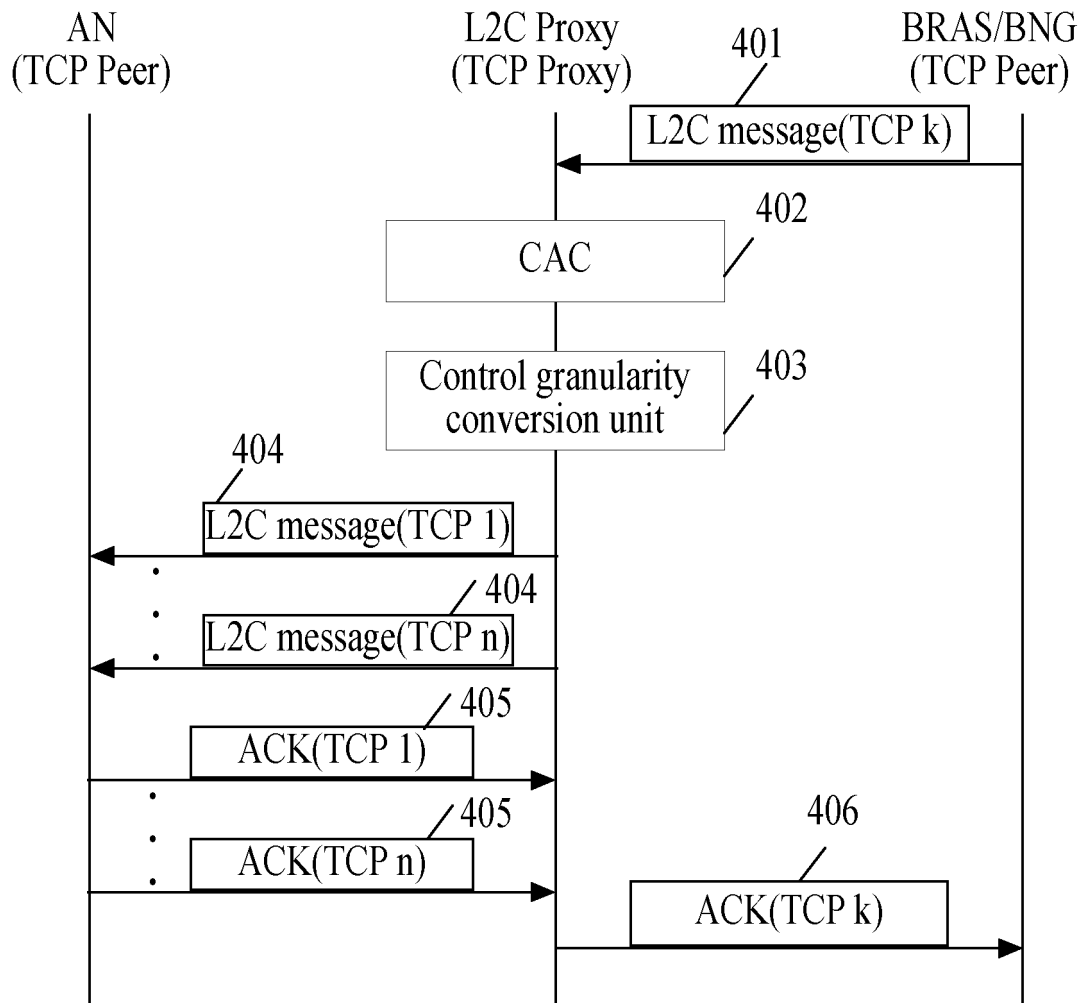 AN
(TCP Peer)
L2C Proxy
(TCP Proxy)
BRAS/BNG
(TCP Peer)
401
L2C message(TCP k)
402
CAC
403
Control granularity
conversion unit
404
L2C message(TCP 1)
404
L2C message(TCP n)
405
ACK(TCP 1)
405
ACK(TCP n)
406
ACK(TCP k)